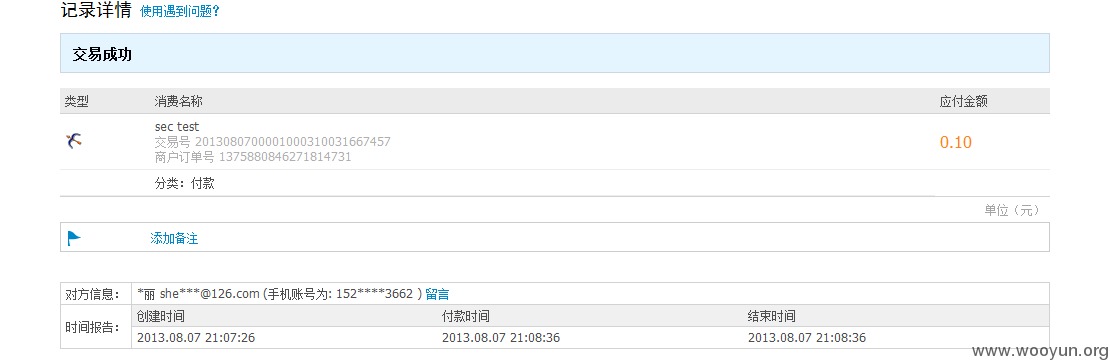 记录详情 使用遇到问题？
交易成功
类型 消费名称 应付金额
sec test
交易号 2013080700001000310031667457
商户订单号 1375880846271814731
0.10
分类：付款
单位（元）
添加备注
对方信息： *丽 she***@126.com (手机账号为: 152****3662 ) 留言
时间报告： 创建时间 付款时间 结束时间
2013.08.07 21:07:26 2013.08.07 21:08:36 2013.08.07 21:08:36
www.wooyun.org